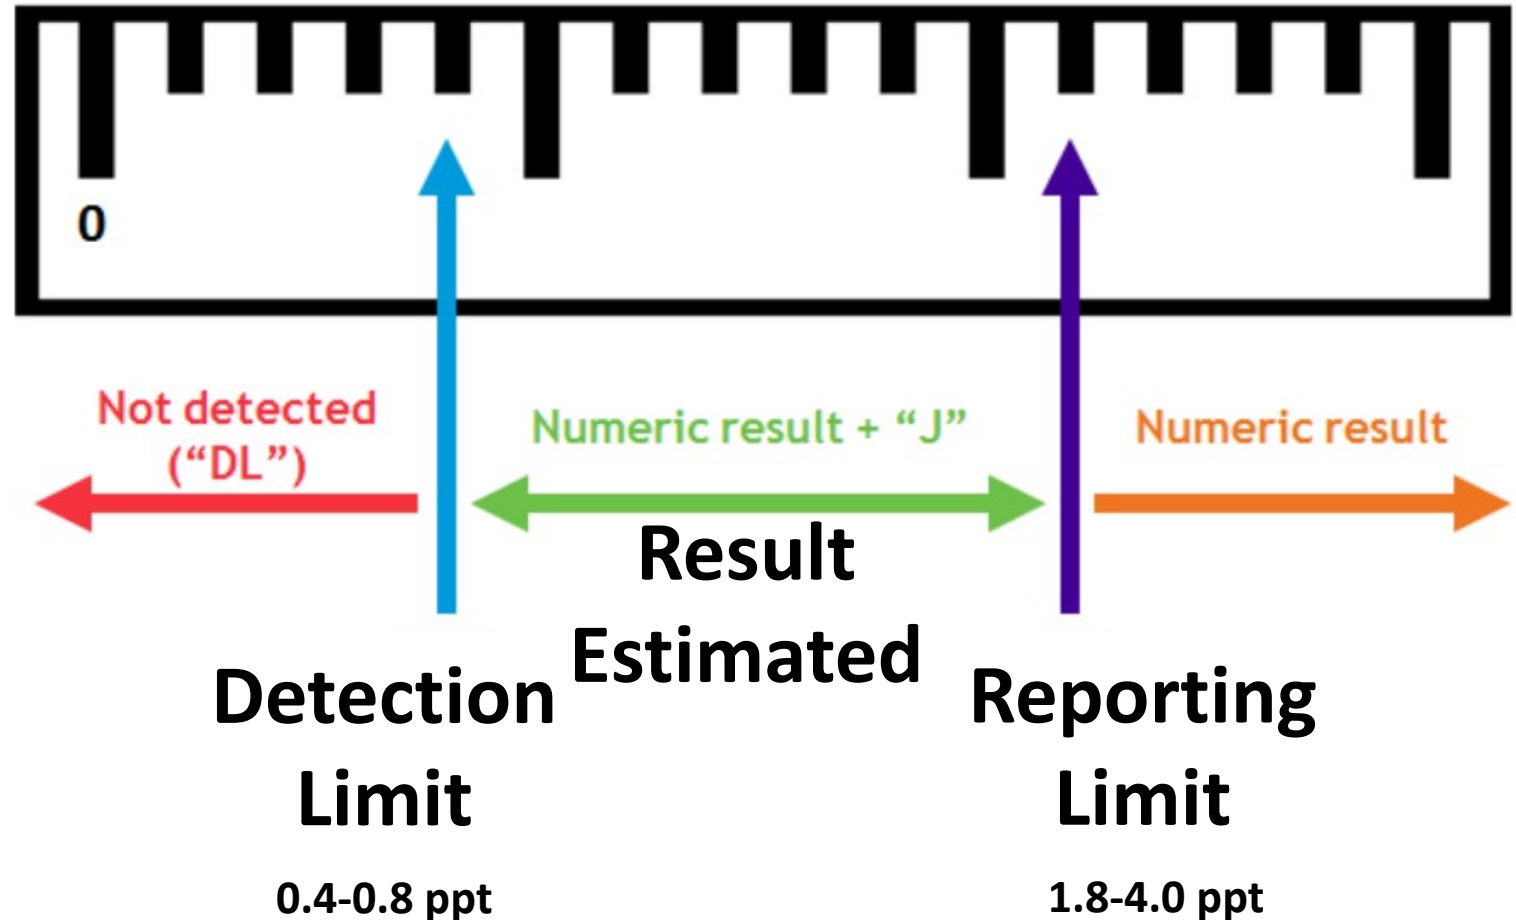 0
Not detected
(“DL”)
Numeric result + “J”
Numeric result
Result
Estimated
Detection
Limit
0.4-0.8 ppt
Reporting
Limit
1.8-4.0 ppt